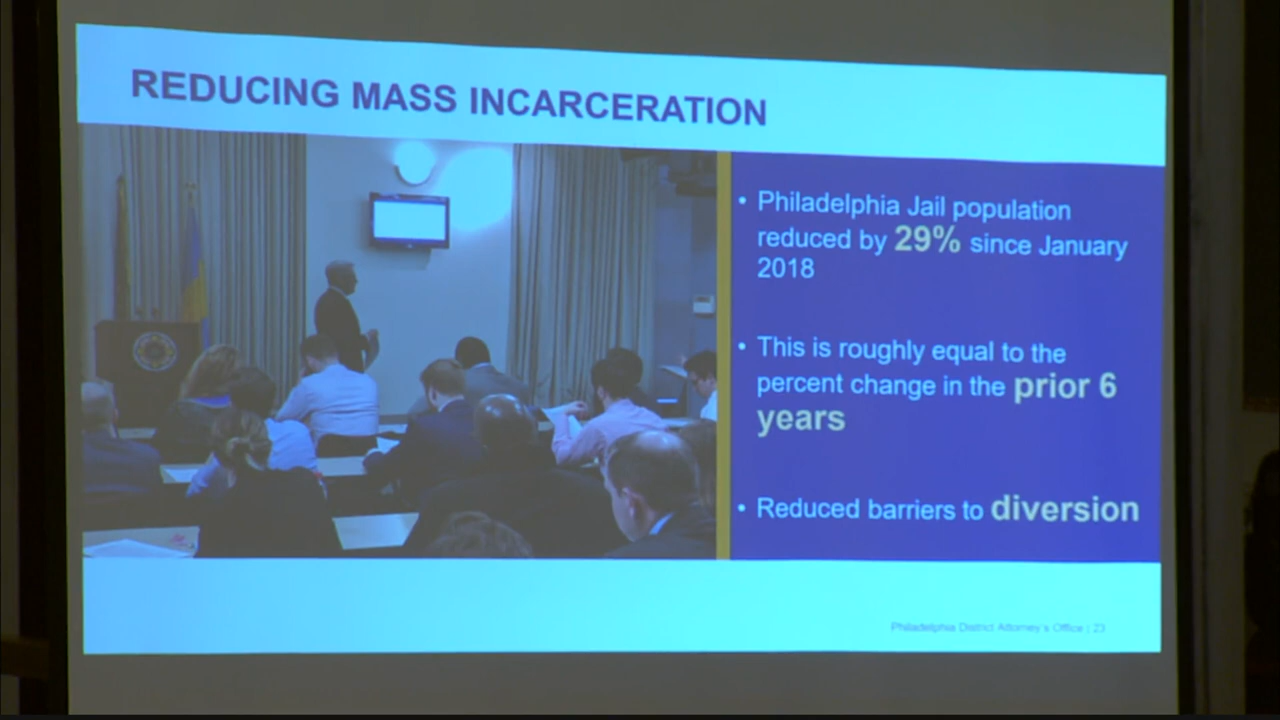 REDUCING MASS INCARCERATION
• Philadelphia Jail population
reduced by 29% since January
2018
• This is roughly equal to the
percent change in the prior 6
years
• Reduced barriers to diversion
Philadelphia District Attorney's Office | 23